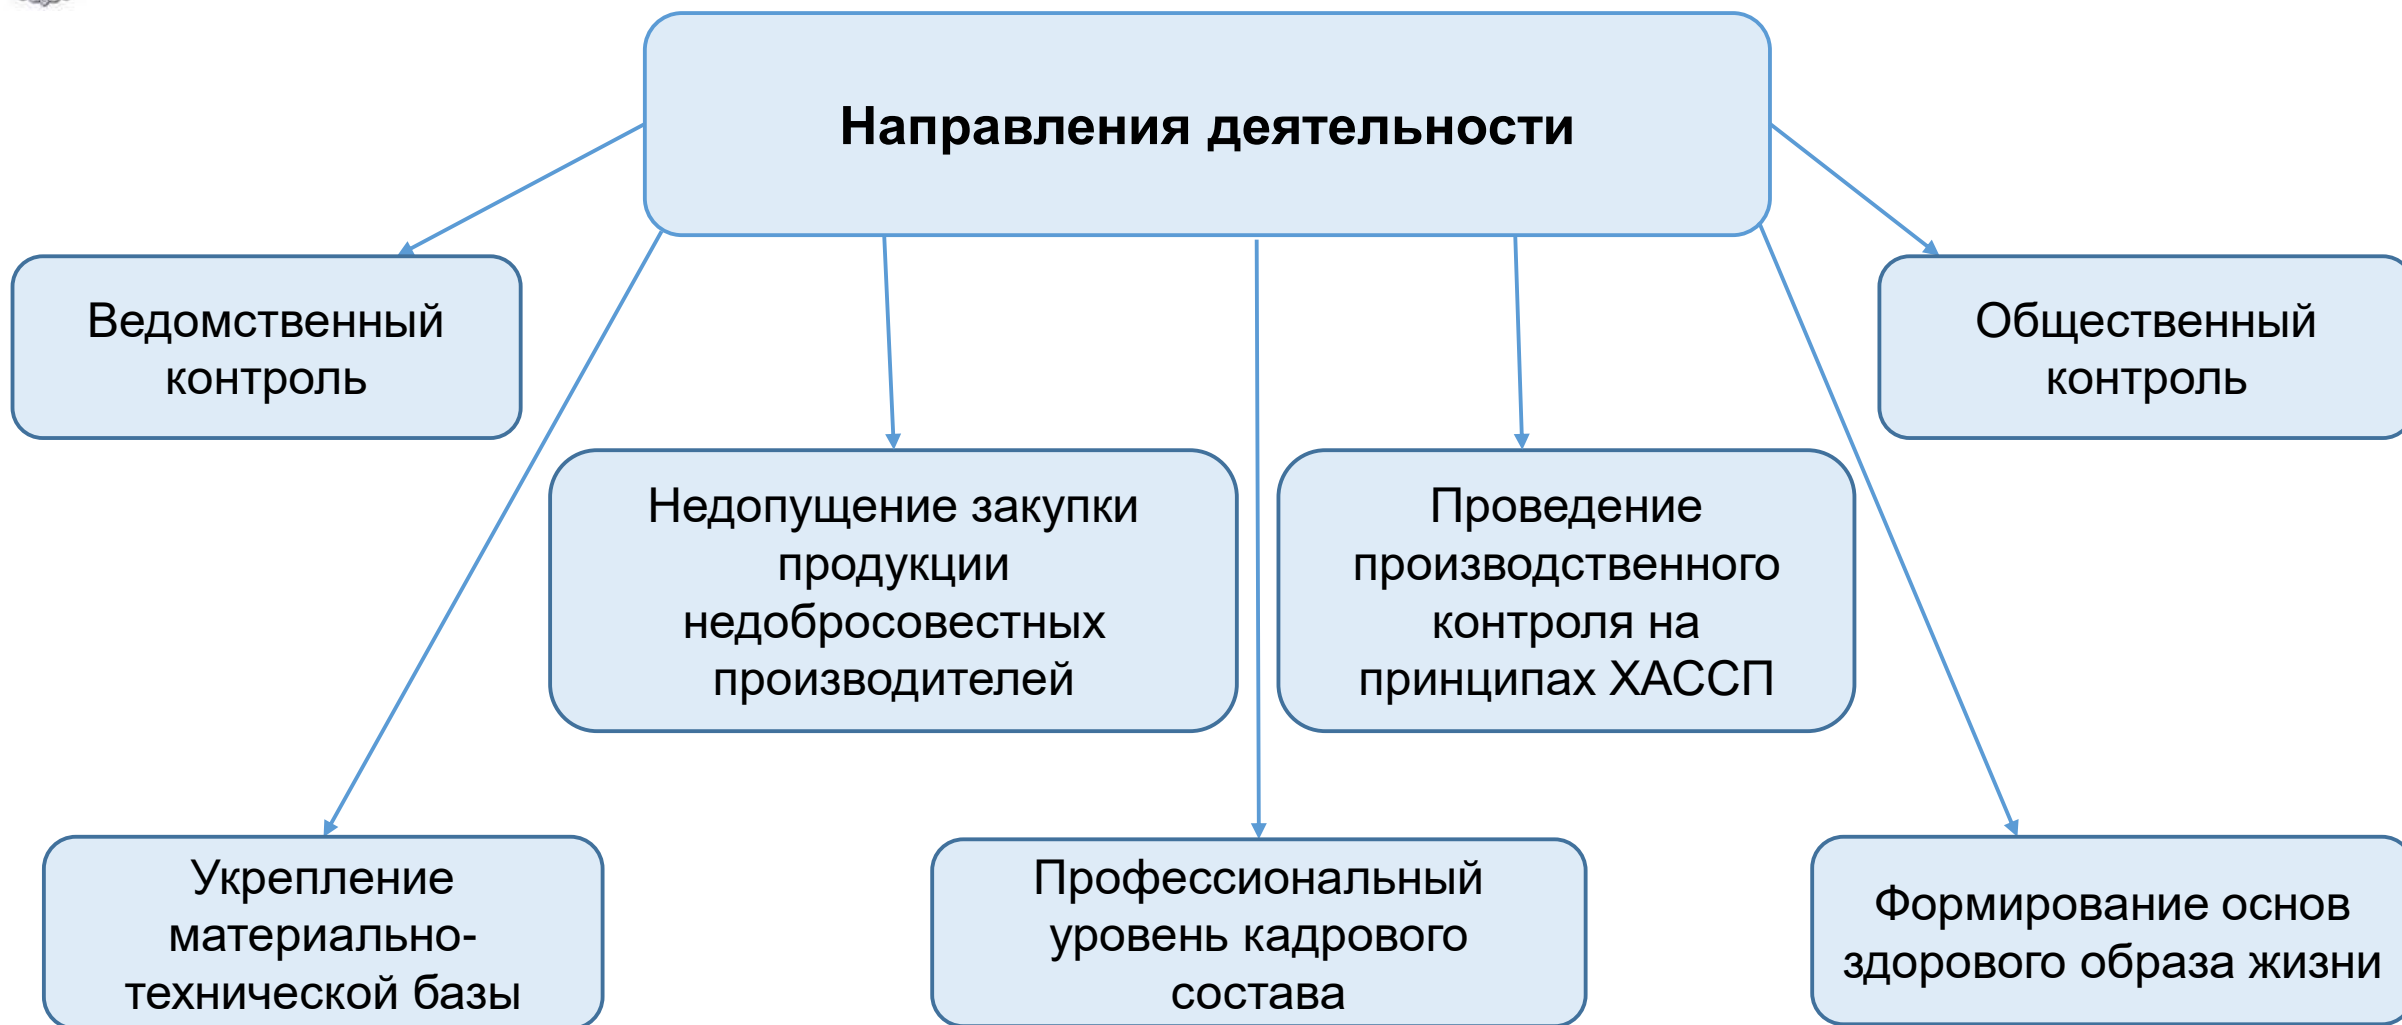 Направления деятельности
Ведомственный
контроль
Общественный
контроль
Недопущение закупки
продукции
недобросовестных
производителей
Проведение
производственного
контроля на
принципах ХАССП
Укрепление
материально-
технической базы
Профессиональный
уровень кадрового
состава
Формирование основ
здорового образа жизни